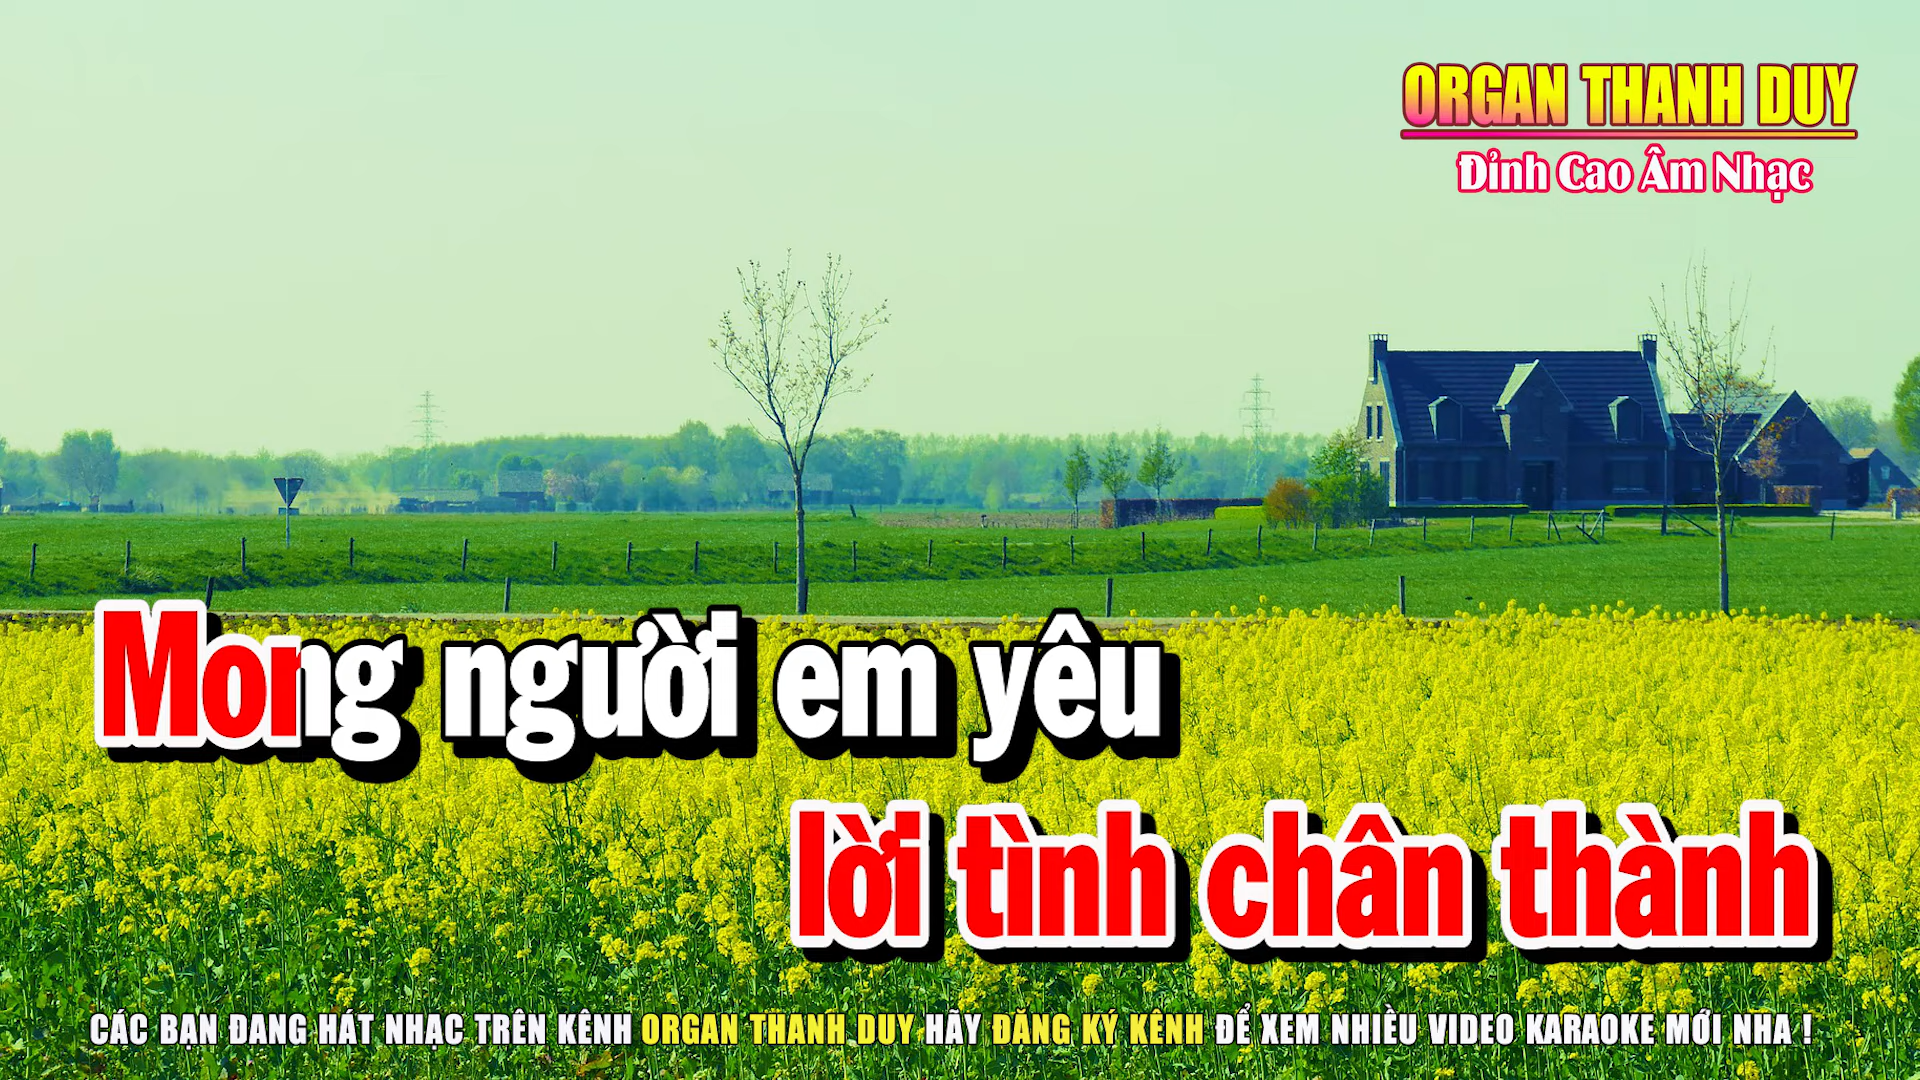 ORGAN THANH DUY
Đỉnh Cao Âm Nhạc
Mong người em yêu
lời tình chân thành
CÁC BẠN ĐANG HÁT NHẠC TRÊN KÊNH ORGAN THANH DUY HÃY ĐĂNG KÝ KÊNH ĐỂ XEM NHIỀU VIDEO KARAOKE MỚI NHA !